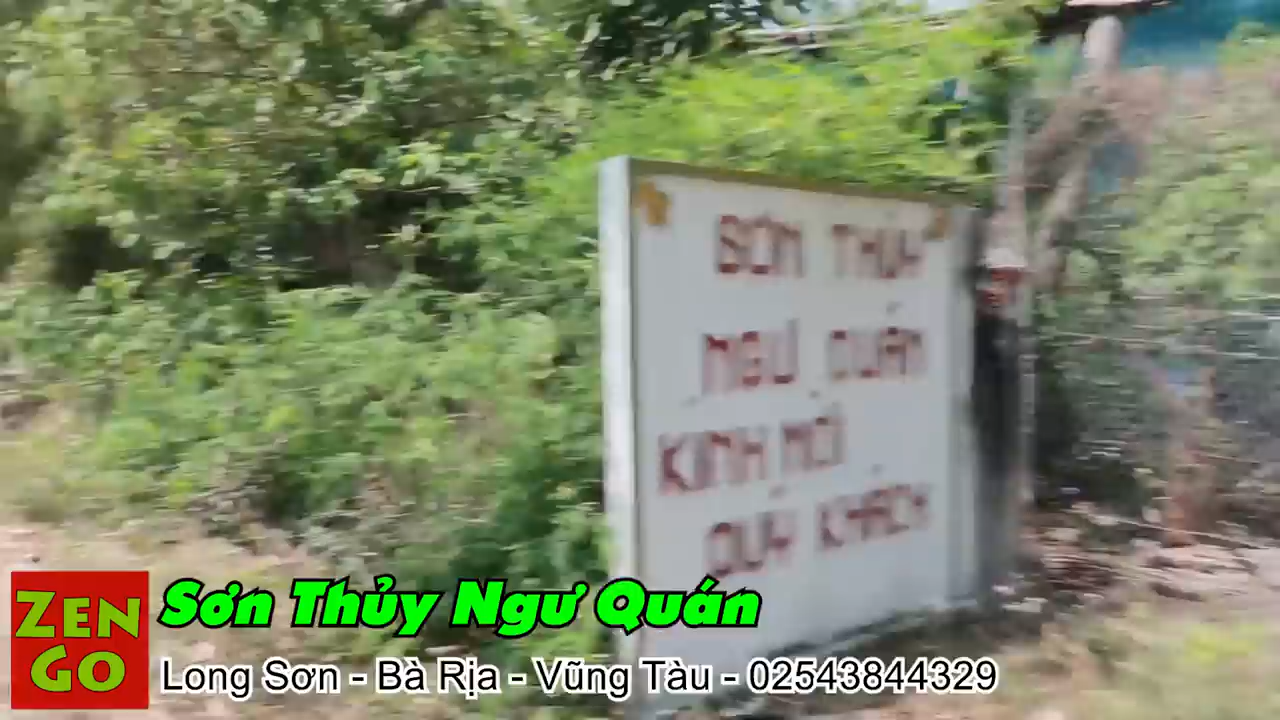 SƠN THỦY
NGƯ QUÁN
KÍNH MỜI
QUÝ KHÁCH
ZEN
GO
Sơn Thủy Ngư Quán
Long Sơn - Bà Rịa - Vũng Tàu - 02543844329